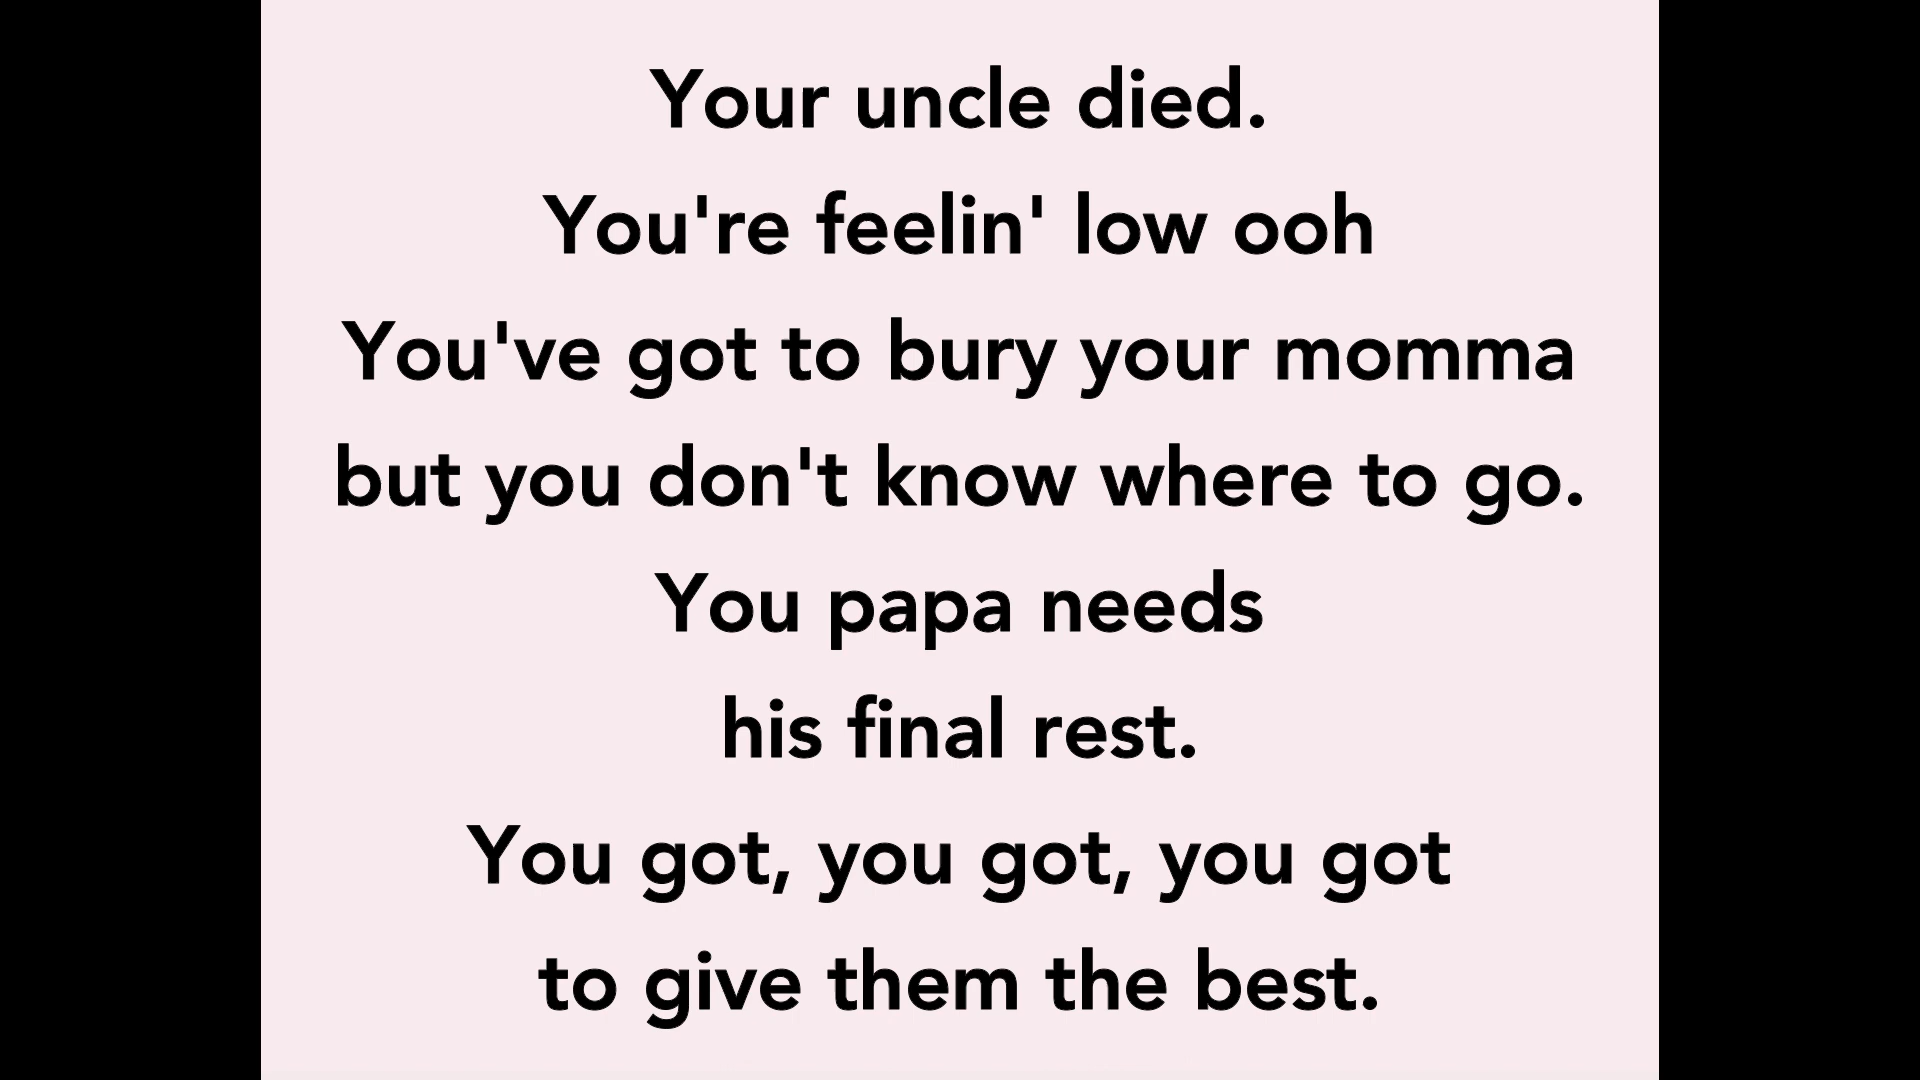 Your uncle died.
You're feelin' low ooh
You've got to bury your momma
but you don't know where to go.
You papa needs
his final rest.
You got, you got, you got
to give them the best.